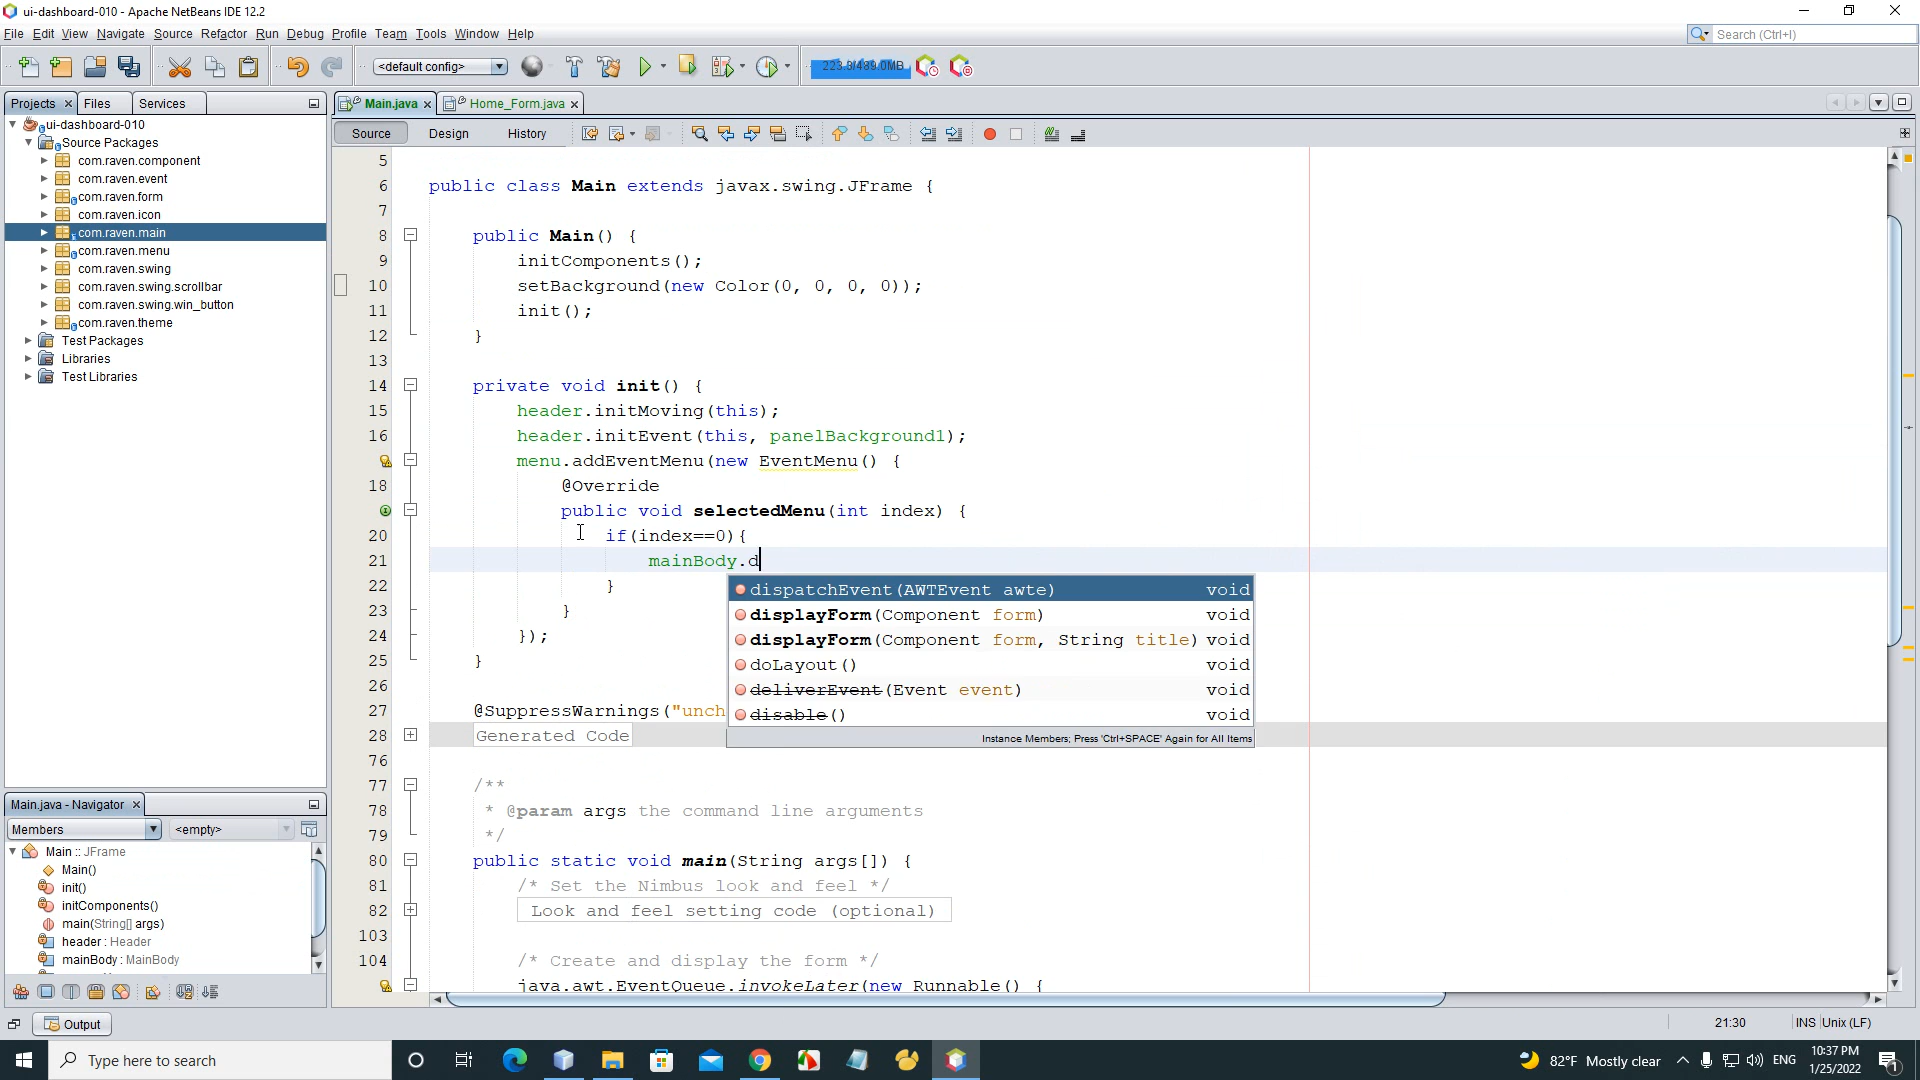 ui-dashboard-010 - Apache NetBeans IDE 12.2
File Edit View Navigate Source Refactor Run Debug Profile Team Tools Window Help
Search (Ctrl+I)
<default config>
223.3/489.0MB
Projects
Files
Services
Main.java
Home_Form.java
Source
Design
History
ui-dashboard-010
Source Packages
com.raven.component
com.raven.event
com.raven.form
com.raven.icon
com.raven.main
com.raven.menu
com.raven.swing
com.raven.swing.scrollbar
com.raven.swing.win_button
com.raven.theme
Test Packages
Libraries
Test Libraries
5
6 public class Main extends javax.swing.JFrame {
7
8 public Main() {
9 initComponents();
10 setBackground(new Color(0, 0, 0, 0));
11 init();
12 }
13
14 private void init() {
15 header.initMoving(this);
16 header.initEvent(this, panelBackground1);
menu.addEventMenu(new EventMenu() {
18 @Override
public void selectedMenu(int index) {
20 if(index==0){
21 mainBody.d
22 }
23 }
24 });
25 }
26
27 @SuppressWarnings("unch
28 Generated Code
76
77 /**
78 * @param args the command line arguments
79 */
80 public static void main(String args[]) {
81 /* Set the Nimbus look and feel */
82 Look and feel setting code (optional)
103
104 /* Create and display the form */
java.awt.EventQueue.invokeLater(new Runnable() {
dispatchEvent(AWTEvent awte) void
displayForm(Component form) void
displayForm(Component form, String title) void
doLayout() void
deliverEvent(Event event) void
disable() void
Instance Members; Press 'Ctrl+SPACE' Again for All Items
Main.java - Navigator
Members
<empty>
Main :: JFrame
Main()
init()
initComponents()
main(String[] args)
header : Header
mainBody : MainBody
Output
21:30
INS
Unix (LF)
Type here to search
82°F Mostly clear
ENG
10:37 PM
1/25/2022
1